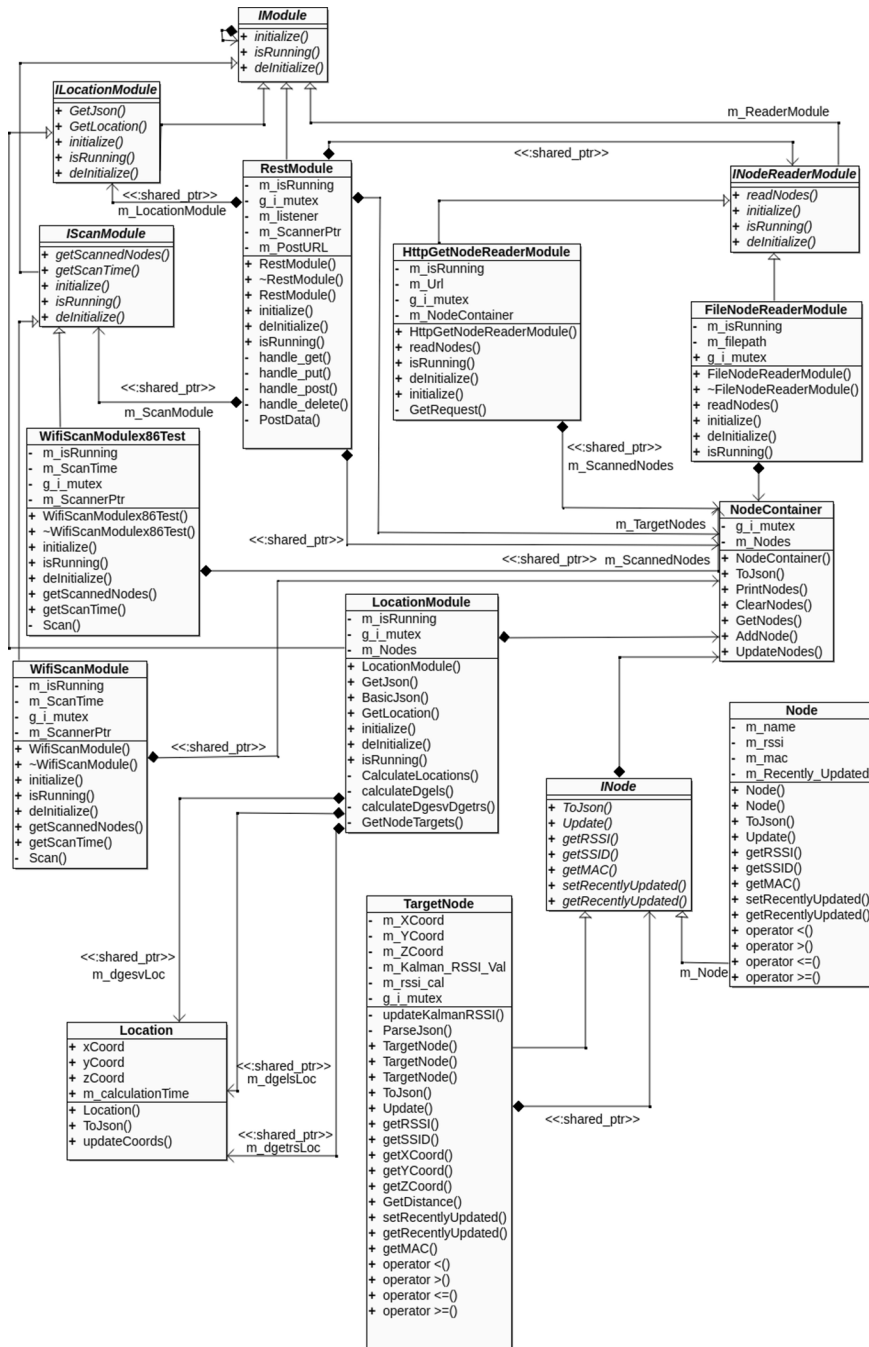 IModule
+ initialize()
+ isRunning()
+ deInitialize()
ILocationModule
+ GetJson()
+ GetLocation()
+ initialize()
+ isRunning()
+ deInitialize()
<<:shared_ptr>>
m_LocationModule
m_ReaderModule
<<:shared_ptr>>
RestModule
- m_isRunning
- g_i_mutex
- m_listener
- m_ScannerPtr
- m_PostURL
+ RestModule()
+ ~RestModule()
+ RestModule()
+ initialize()
+ deInitialize()
+ isRunning()
- handle_get()
- handle_put()
- handle_post()
- handle_delete()
- PostData()
INodeReaderModule
+ readNodes()
+ initialize()
+ isRunning()
+ deInitialize()
IScanModule
+ getScannedNodes()
+ getScanTime()
+ initialize()
+ isRunning()
+ deInitialize()
<<:shared_ptr>>
m_ScanModule
HttpGetNodeReaderModule
- m_isRunning
- m_Url
- g_i_mutex
- m_NodeContainer
+ HttpGetNodeReaderModule()
+ readNodes()
+ isRunning()
+ deInitialize()
+ initialize()
- GetRequest()
FileNodeReaderModule
- m_isRunning
- m_filepath
+ g_i_mutex
+ FileNodeReaderModule()
+ ~FileNodeReaderModule()
+ readNodes()
+ initialize()
+ deInitialize()
+ isRunning()
<<:shared_ptr>>
m_ScannedNodes
WifiScanModulex86Test
- m_isRunning
- m_ScanTime
- g_i_mutex
- m_ScannerPtr
+ WifiScanModulex86Test()
+ ~WifiScanModulex86Test()
+ initialize()
+ isRunning()
+ deInitialize()
+ getScannedNodes()
+ getScanTime()
- Scan()
m_TargetNodes
<<:shared_ptr>>
<<:shared_ptr>> m_ScannedNodes
NodeContainer
- g_i_mutex
- m_Nodes
+ NodeContainer()
+ ToJson()
+ PrintNodes()
+ ClearNodes()
+ GetNodes()
+ AddNode()
+ UpdateNodes()
LocationModule
- m_isRunning
- g_i_mutex
- m_Nodes
+ LocationModule()
+ GetJson()
+ BasicJson()
+ GetLocation()
+ initialize()
+ deInitialize()
+ isRunning()
- CalculateLocations()
- calculateDgels()
- calculateDgesvDgetrs()
- GetNodeTargets()
WifiScanModule
- m_isRunning
- m_ScanTime
- g_i_mutex
- m_ScannerPtr
+ WifiScanModule()
+ ~WifiScanModule()
+ initialize()
+ isRunning()
+ deInitialize()
+ getScannedNodes()
+ getScanTime()
- Scan()
<<:shared_ptr>>
Node
- m_name
- m_rssi
- m_mac
- m_Recently_Updated
+ Node()
+ Node()
+ ToJson()
+ Update()
+ getRSSI()
+ getSSID()
+ getMAC()
+ setRecentlyUpdated()
+ getRecentlyUpdated()
+ operator <()
+ operator >()
+ operator <=()
+ operator >=()
INode
+ ToJson()
+ Update()
+ getRSSI()
+ getSSID()
+ getMAC()
+ setRecentlyUpdated()
+ getRecentlyUpdated()
m_Node
<<:shared_ptr>>
m_dgesvLoc
TargetNode
- m_XCoord
- m_YCoord
- m_ZCoord
- m_Kalman_RSSI_Val
- m_rssi_cal
- g_i_mutex
- updateKalmanRSSI()
- ParseJson()
+ TargetNode()
+ TargetNode()
+ TargetNode()
+ ToJson()
+ Update()
+ getRSSI()
+ getSSID()
+ getXCoord()
+ getYCoord()
+ getZCoord()
+ GetDistance()
+ setRecentlyUpdated()
+ getRecentlyUpdated()
+ getMAC()
+ operator <()
+ operator >()
+ operator <=()
+ operator >=()
<<:shared_ptr>>
Location
+ xCoord
+ yCoord
+ zCoord
+ m_calculationTime
+ Location()
+ ToJson()
+ updateCoords()
<<:shared_ptr>>
m_dgelsLoc
<<:shared_ptr>>
m_dgetrsLoc